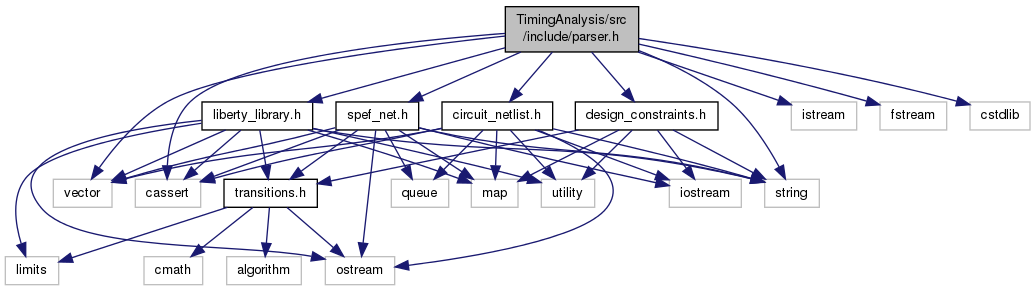 TimingAnalysis/src
/include/parser.h
liberty_library.h
spef_net.h
circuit_netlist.h
design_constraints.h
istream
fstream
cstdlib
vector
cassert
transitions.h
queue
map
utility
iostream
string
limits
cmath
algorithm
ostream